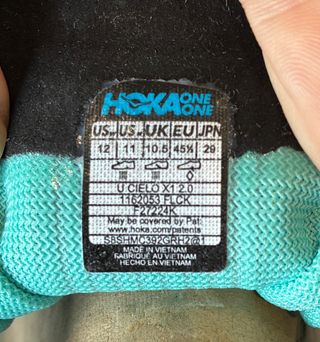 HOKA ONE ONE
US US UK EU JPN
12 11 10.5 45⅓ 29
U CIELO X1 2.0
1162053 FLCK
F27224K
May be covered by Pat:
www.hoka.com/patents
MADE IN VIETNAM
FABRIQUÉ AU VIETNAM
HECHO EN VIETNAM